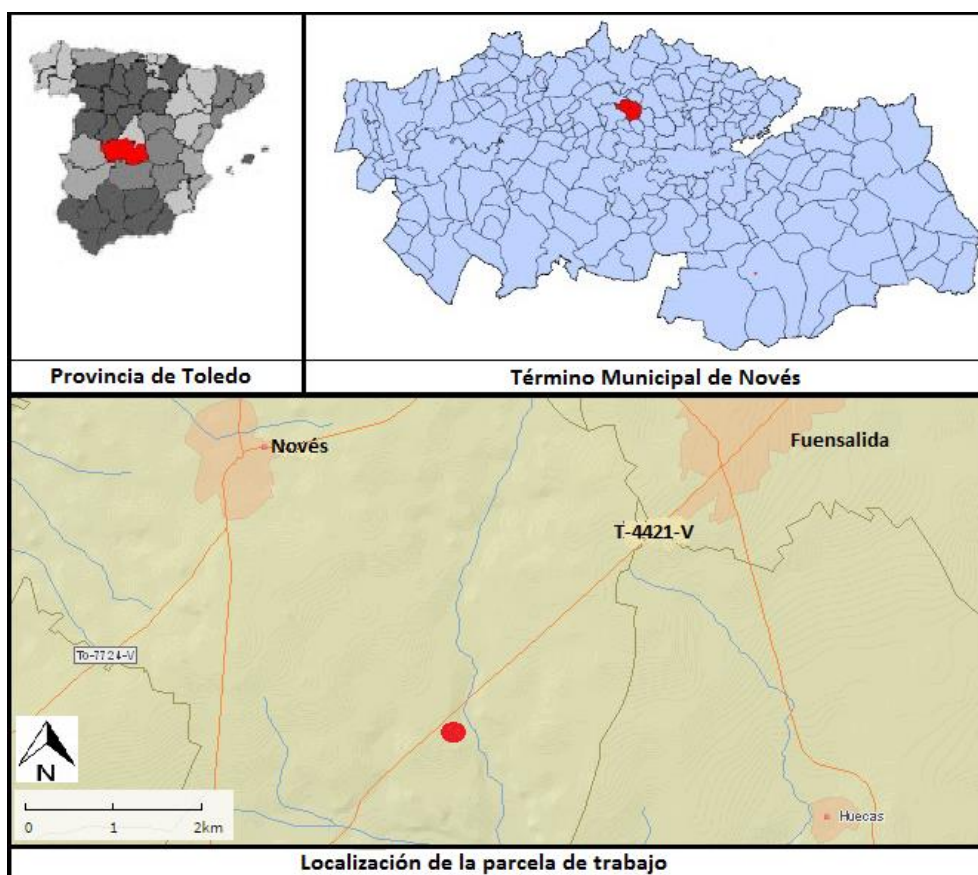 Provincia de Toledo
Término Municipal de Novés
Novés
Fuensalida
T-4421-V
To-7724-V
N
0 1 2km
Huecas
Localización de la parcela de trabajo